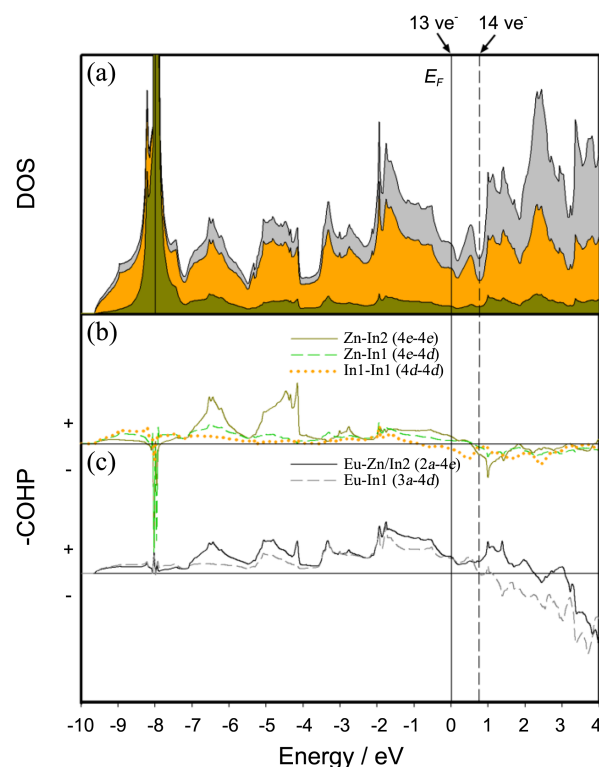 13 ve⁻ 14 ve⁻
(a)
E_F
DOS
(b)
Zn-In2 (4e-4e)
Zn-In1 (4e-4d)
In1-In1 (4d-4d)
+
-
(c)
Eu-Zn/In2 (2a-4e)
Eu-In1 (3a-4d)
-COHP
+
-
-10 -9 -8 -7 -6 -5 -4 -3 -2 -1 0 1 2 3 4
Energy / eV